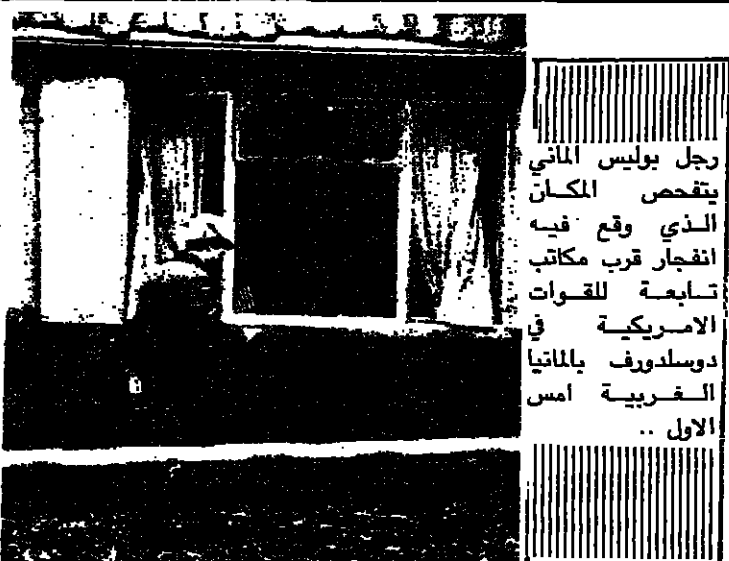 رجل بوليس الماني
يتفحص المكان
الذي وقع فيه
انفجار قرب مكاتب
تابعة للقوات
الامريكية في
دوسلدورف بالمانيا
الغربية امس
الاول ..